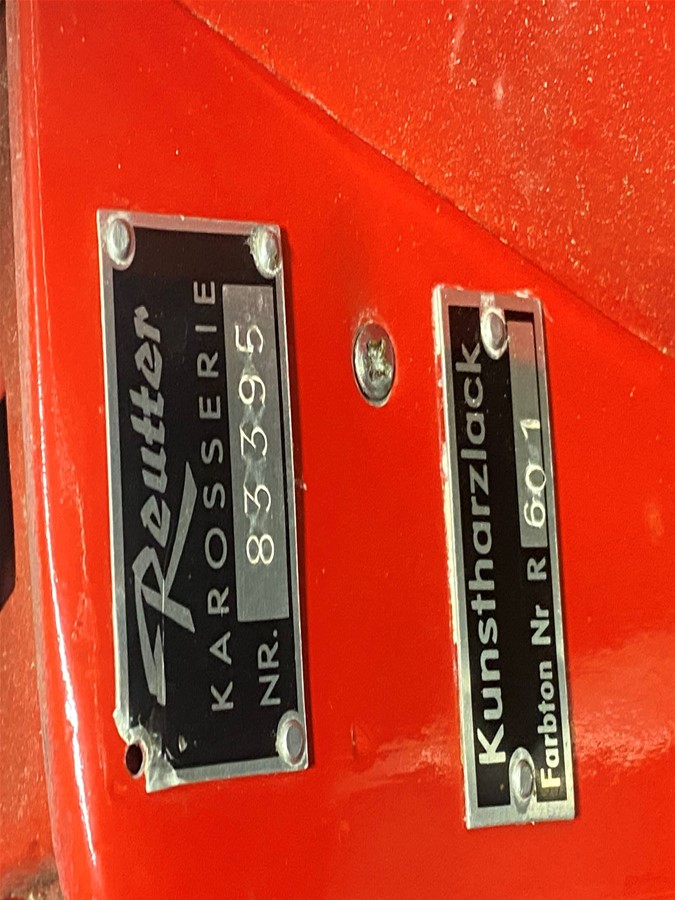 Reutter
KAROSSERIE
NR. 83395
Kunstharzlack
Farbton Nr R 601